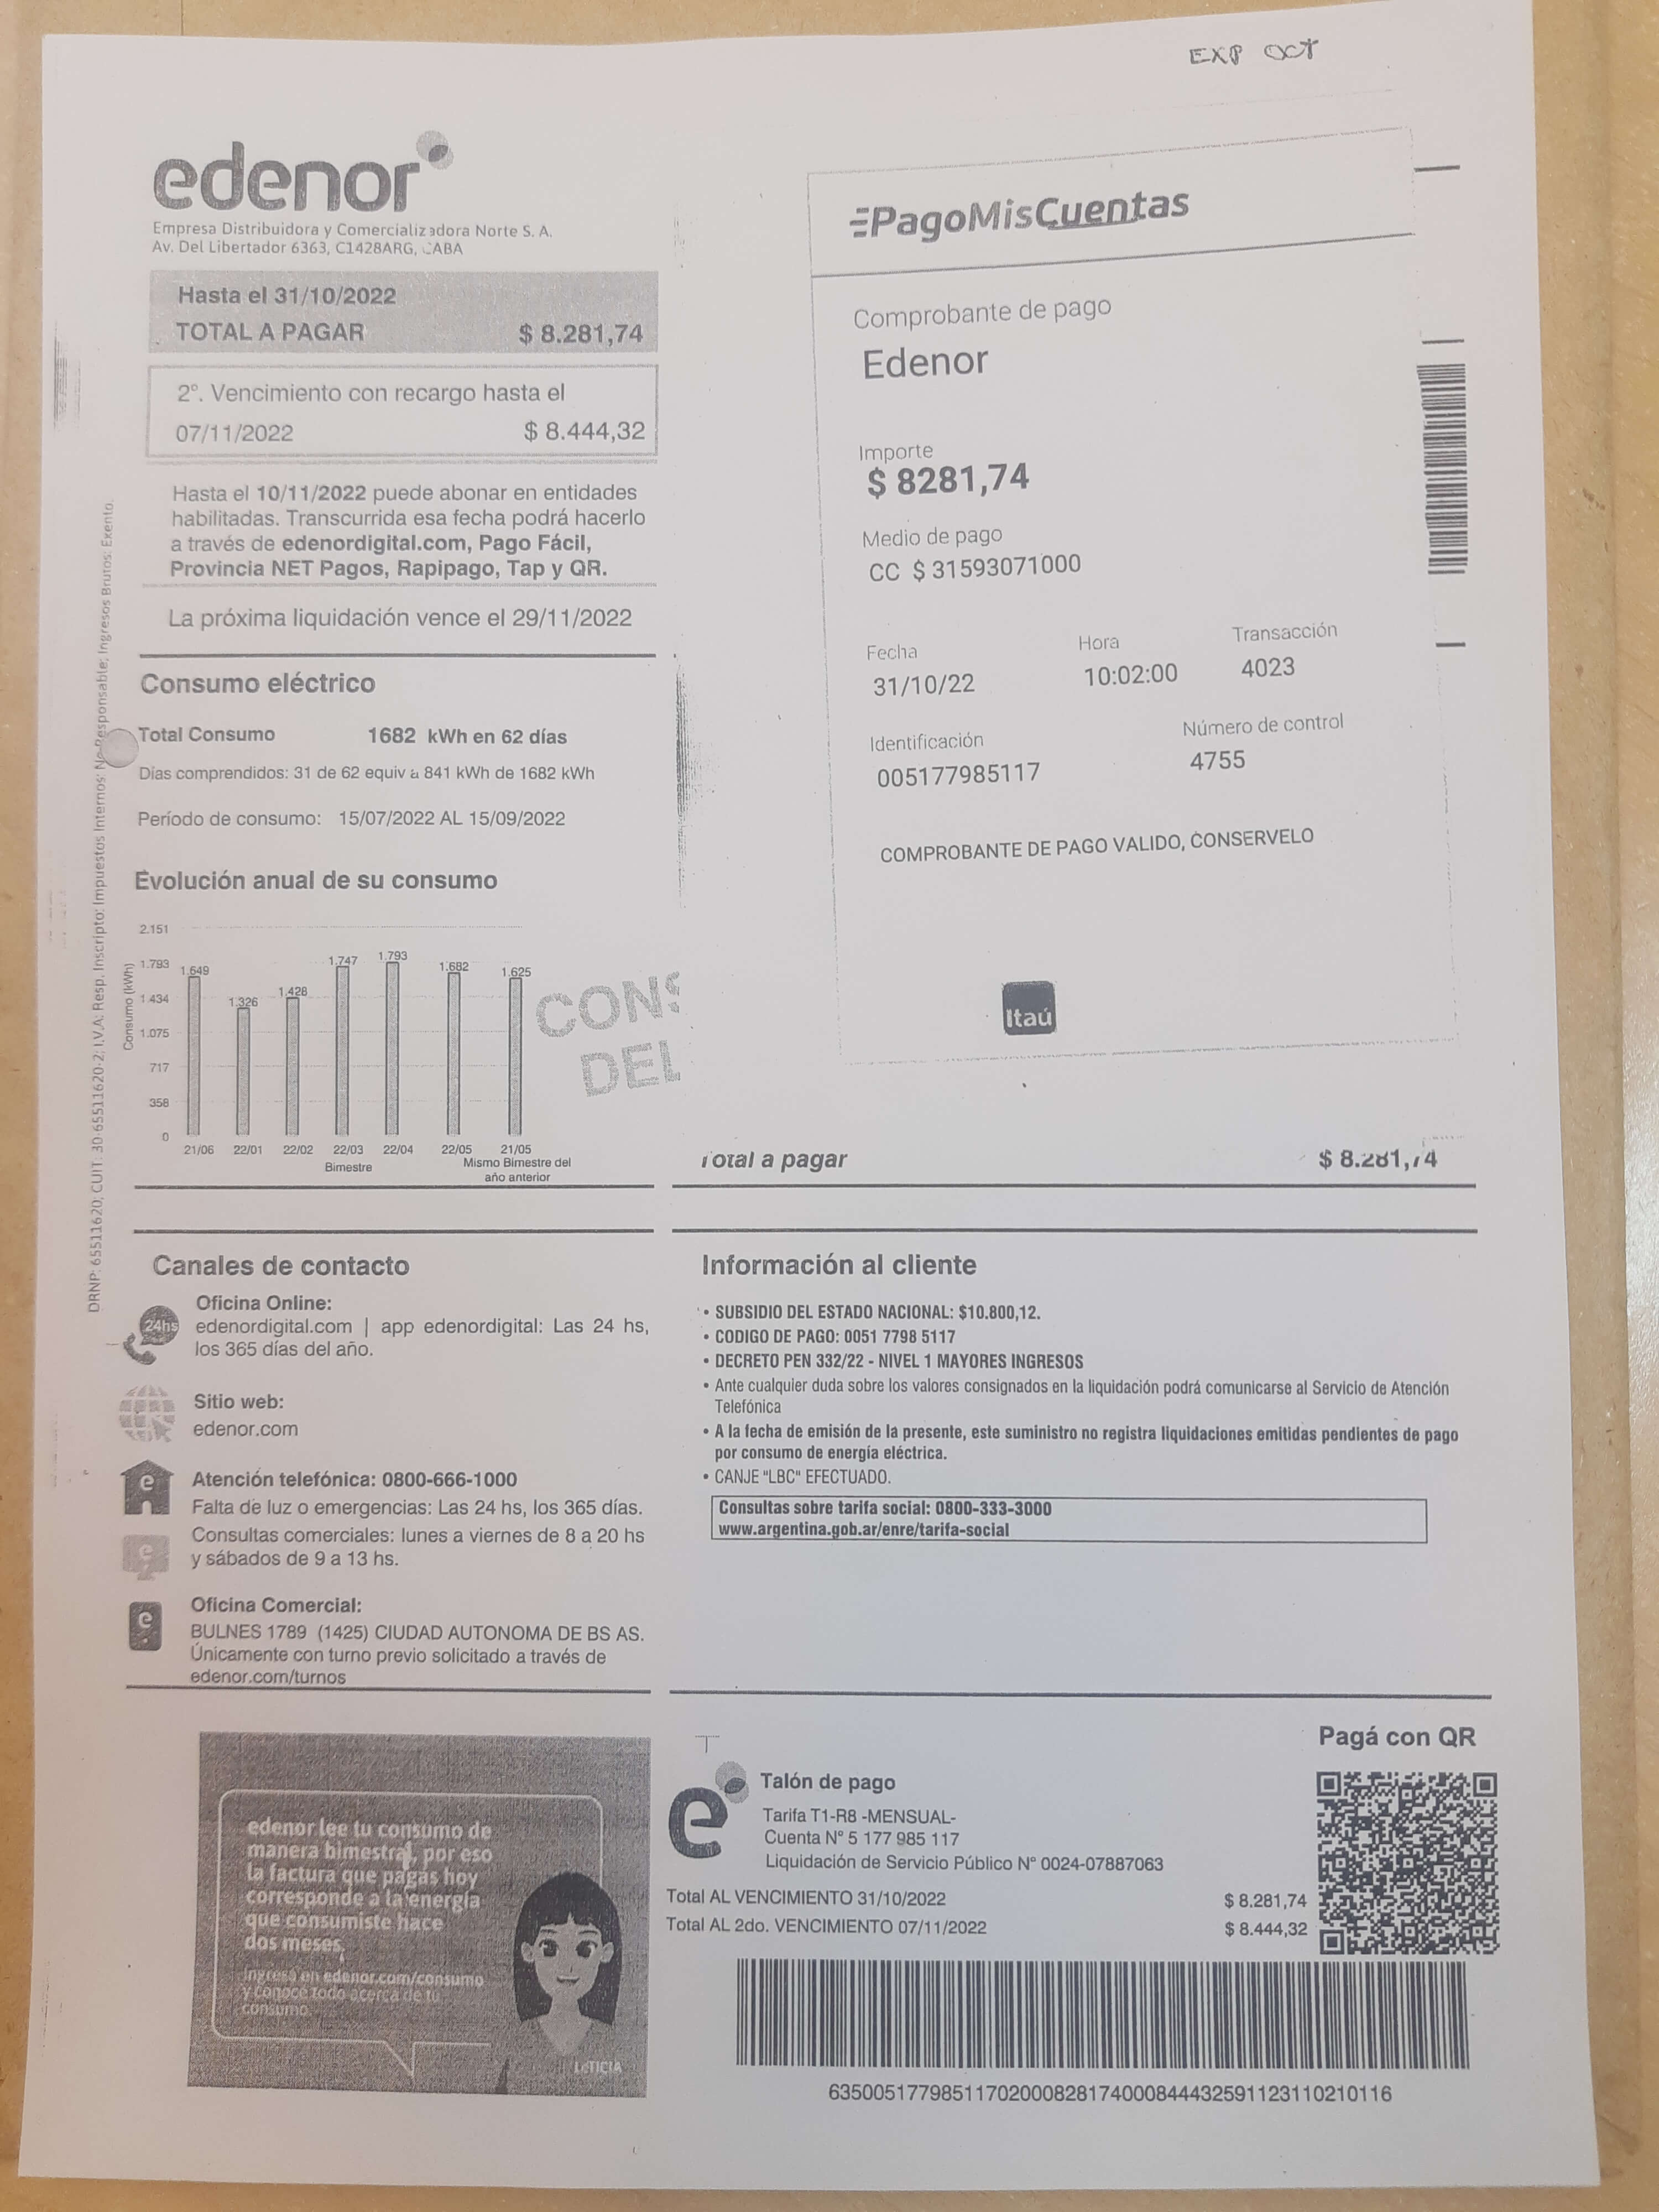 EXP OCT
edenor
Empresa Distribuidora y Comercializadora Norte S. A.
Av. Del Libertador 6363, C1428ARG, CABA
Hasta el 31/10/2022
TOTAL A PAGAR $ 8.281,74
2°. Vencimiento con recargo hasta el
07/11/2022 $ 8.444,32
Hasta el 10/11/2022 puede abonar en entidades
habilitadas. Transcurrida esa fecha podrá hacerlo
a través de edenordigital.com, Pago Fácil,
Provincia NET Pagos, Rapipago, Tap y QR.
La próxima liquidación vence el 29/11/2022
Consumo eléctrico
Total Consumo 1682 kWh en 62 días
Días comprendidos: 31 de 62 equiv a 841 kWh de 1682 kWh
Período de consumo: 15/07/2022 AL 15/09/2022
Evolución anual de su consumo
Consumo (kWh)
2.151
1.793
1.434
1.075
717
358
0
1.649
1.326
1.428
1.747
1.793
1.682
1.625
21/06 22/01 22/02 22/03 22/04 22/05 21/05
Bimestre
Mismo Bimestre del
año anterior
CONS
DEL
DRNP: 65511620; CUIT. 30-65511620-2; I.V.A: Resp. Inscripto: Impuestos Internos: No Responsable; Ingresos Brutos: Exento.
PagoMisCuentas
Comprobante de pago
Edenor
Importe
$ 8281,74
Medio de pago
CC $ 31593071000
Fecha Hora Transacción
31/10/22 10:02:00 4023
Identificación Número de control
005177985117 4755
COMPROBANTE DE PAGO VALIDO, CONSERVELO
Itaú
Total a pagar $ 8.281,74
Canales de contacto
24hs
Oficina Online:
edenordigital.com | app edenordigital: Las 24 hs,
los 365 días del año.
Sitio web:
edenor.com
Atención telefónica: 0800-666-1000
Falta de luz o emergencias: Las 24 hs, los 365 días.
Consultas comerciales: lunes a viernes de 8 a 20 hs
y sábados de 9 a 13 hs.
Oficina Comercial:
BULNES 1789 (1425) CIUDAD AUTONOMA DE BS AS.
Únicamente con turno previo solicitado a través de
edenor.com/turnos
Información al cliente
• SUBSIDIO DEL ESTADO NACIONAL: $10.800,12.
• CODIGO DE PAGO: 0051 7798 5117
• DECRETO PEN 332/22 - NIVEL 1 MAYORES INGRESOS
• Ante cualquier duda sobre los valores consignados en la liquidación podrá comunicarse al Servicio de Atención
Telefónica
• A la fecha de emisión de la presente, este suministro no registra liquidaciones emitidas pendientes de pago
por consumo de energía eléctrica.
• CANJE "LBC" EFECTUADO.
Consultas sobre tarifa social: 0800-333-3000
www.argentina.gob.ar/enre/tarifa-social
edenor lee tu consumo de
manera bimestral, por eso
la factura que pagás hoy
corresponde a la energía
que consumiste hace
dos meses.
Ingresá en edenor.com/consumo
y conocé todo acerca de tu
consumo.
LETICIA
Pagá con QR
e
Talón de pago
Tarifa T1-R8 -MENSUAL-
Cuenta N° 5 177 985 117
Liquidación de Servicio Público N° 0024-07887063
Total AL VENCIMIENTO 31/10/2022 $ 8.281,74
Total AL 2do. VENCIMIENTO 07/11/2022 $ 8.444,32
6350051779851170200082817400084443259112311021011​6